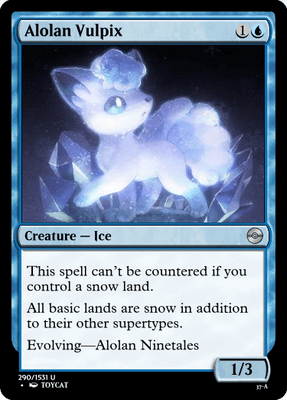 Alolan Vulpix 1
Creature — Ice
This spell can't be countered if you
control a snow land.
All basic lands are snow in addition
to their other supertypes.
Evolving—Alolan Ninetales
1/3
290/1531 U
• TOYCAT
37-A